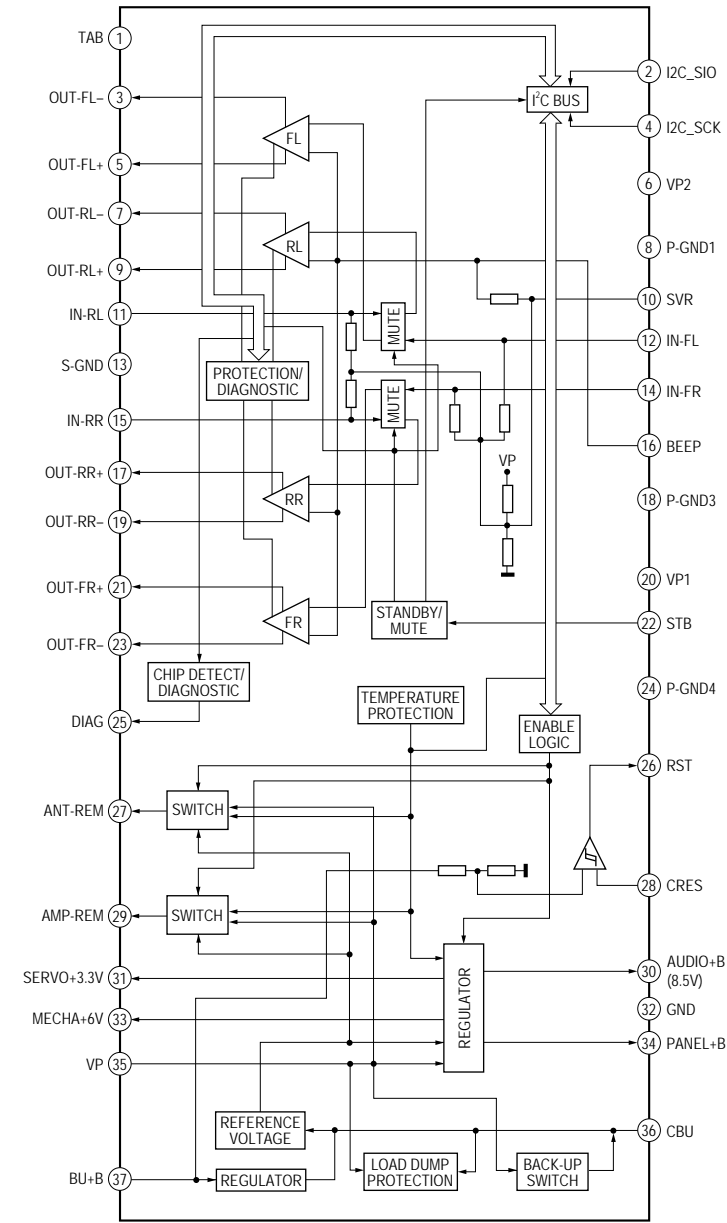 TAB 1
2 I2C_SIO
I²C BUS
OUT-FL– 3
4 I2C_SCK
FL
OUT-FL+ 5
6 VP2
OUT-RL– 7
RL
8 P-GND1
OUT-RL+ 9
10 SVR
IN-RL 11
MUTE
12 IN-FL
S-GND 13
PROTECTION/
DIAGNOSTIC
MUTE
14 IN-FR
IN-RR 15
16 BEEP
VP
OUT-RR+ 17
RR
18 P-GND3
OUT-RR– 19
20 VP1
OUT-FR+ 21
FR
STANDBY/
MUTE
22 STB
OUT-FR– 23
CHIP DETECT/
DIAGNOSTIC
24 P-GND4
TEMPERATURE
PROTECTION
DIAG 25
ENABLE
LOGIC
26 RST
ANT-REM 27
SWITCH
28 CRES
AMP-REM 29
SWITCH
30 AUDIO+B
(8.5V)
SERVO+3.3V 31
REGULATOR
32 GND
MECHA+6V 33
34 PANEL+B
VP 35
REFERENCE
VOLTAGE
36 CBU
BU+B 37
REGULATOR
LOAD DUMP
PROTECTION
BACK-UP
SWITCH